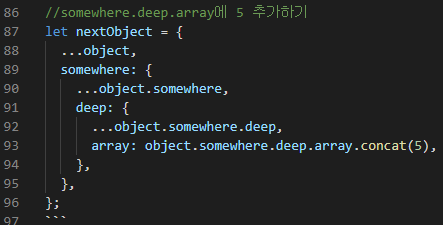 86 //somewhere.deep.array에 5 추가하기
87 let nextObject = {
88 ...object,
89 somewhere: {
90 ...object.somewhere,
91 deep: {
92 ...object.somewhere.deep,
93 array: object.somewhere.deep.array.concat(5),
94 },
95 },
96 };
97 ```